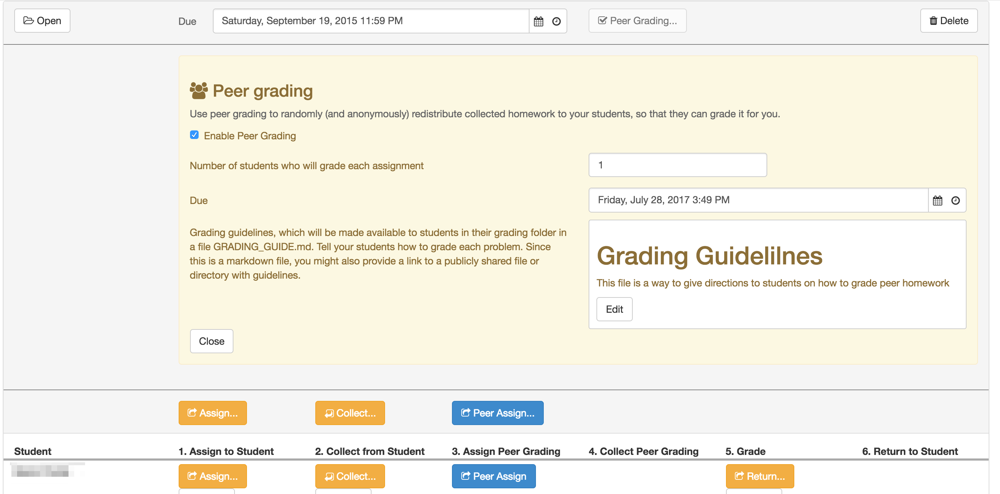 Open Due Saturday, September 19, 2015 11:59 PM Peer Grading... Delete
Peer grading
Use peer grading to randomly (and anonymously) redistribute collected homework to your students, so that they can grade it for you.
Enable Peer Grading
Number of students who will grade each assignment 1
Due Friday, July 28, 2017 3:49 PM
Grading guidelines, which will be made available to students in their grading folder in
a file GRADING_GUIDE.md. Tell your students how to grade each problem. Since
this is a markdown file, you might also provide a link to a publicly shared file or
directory with guidelines.
Grading Guidelilnes
This file is a way to give directions to students on how to grade peer homework
Edit
Close
Assign... Collect... Peer Assign...
Student 1. Assign to Student 2. Collect from Student 3. Assign Peer Grading 4. Collect Peer Grading 5. Grade 6. Return to Student
Assign... Collect... Peer Assign Return...